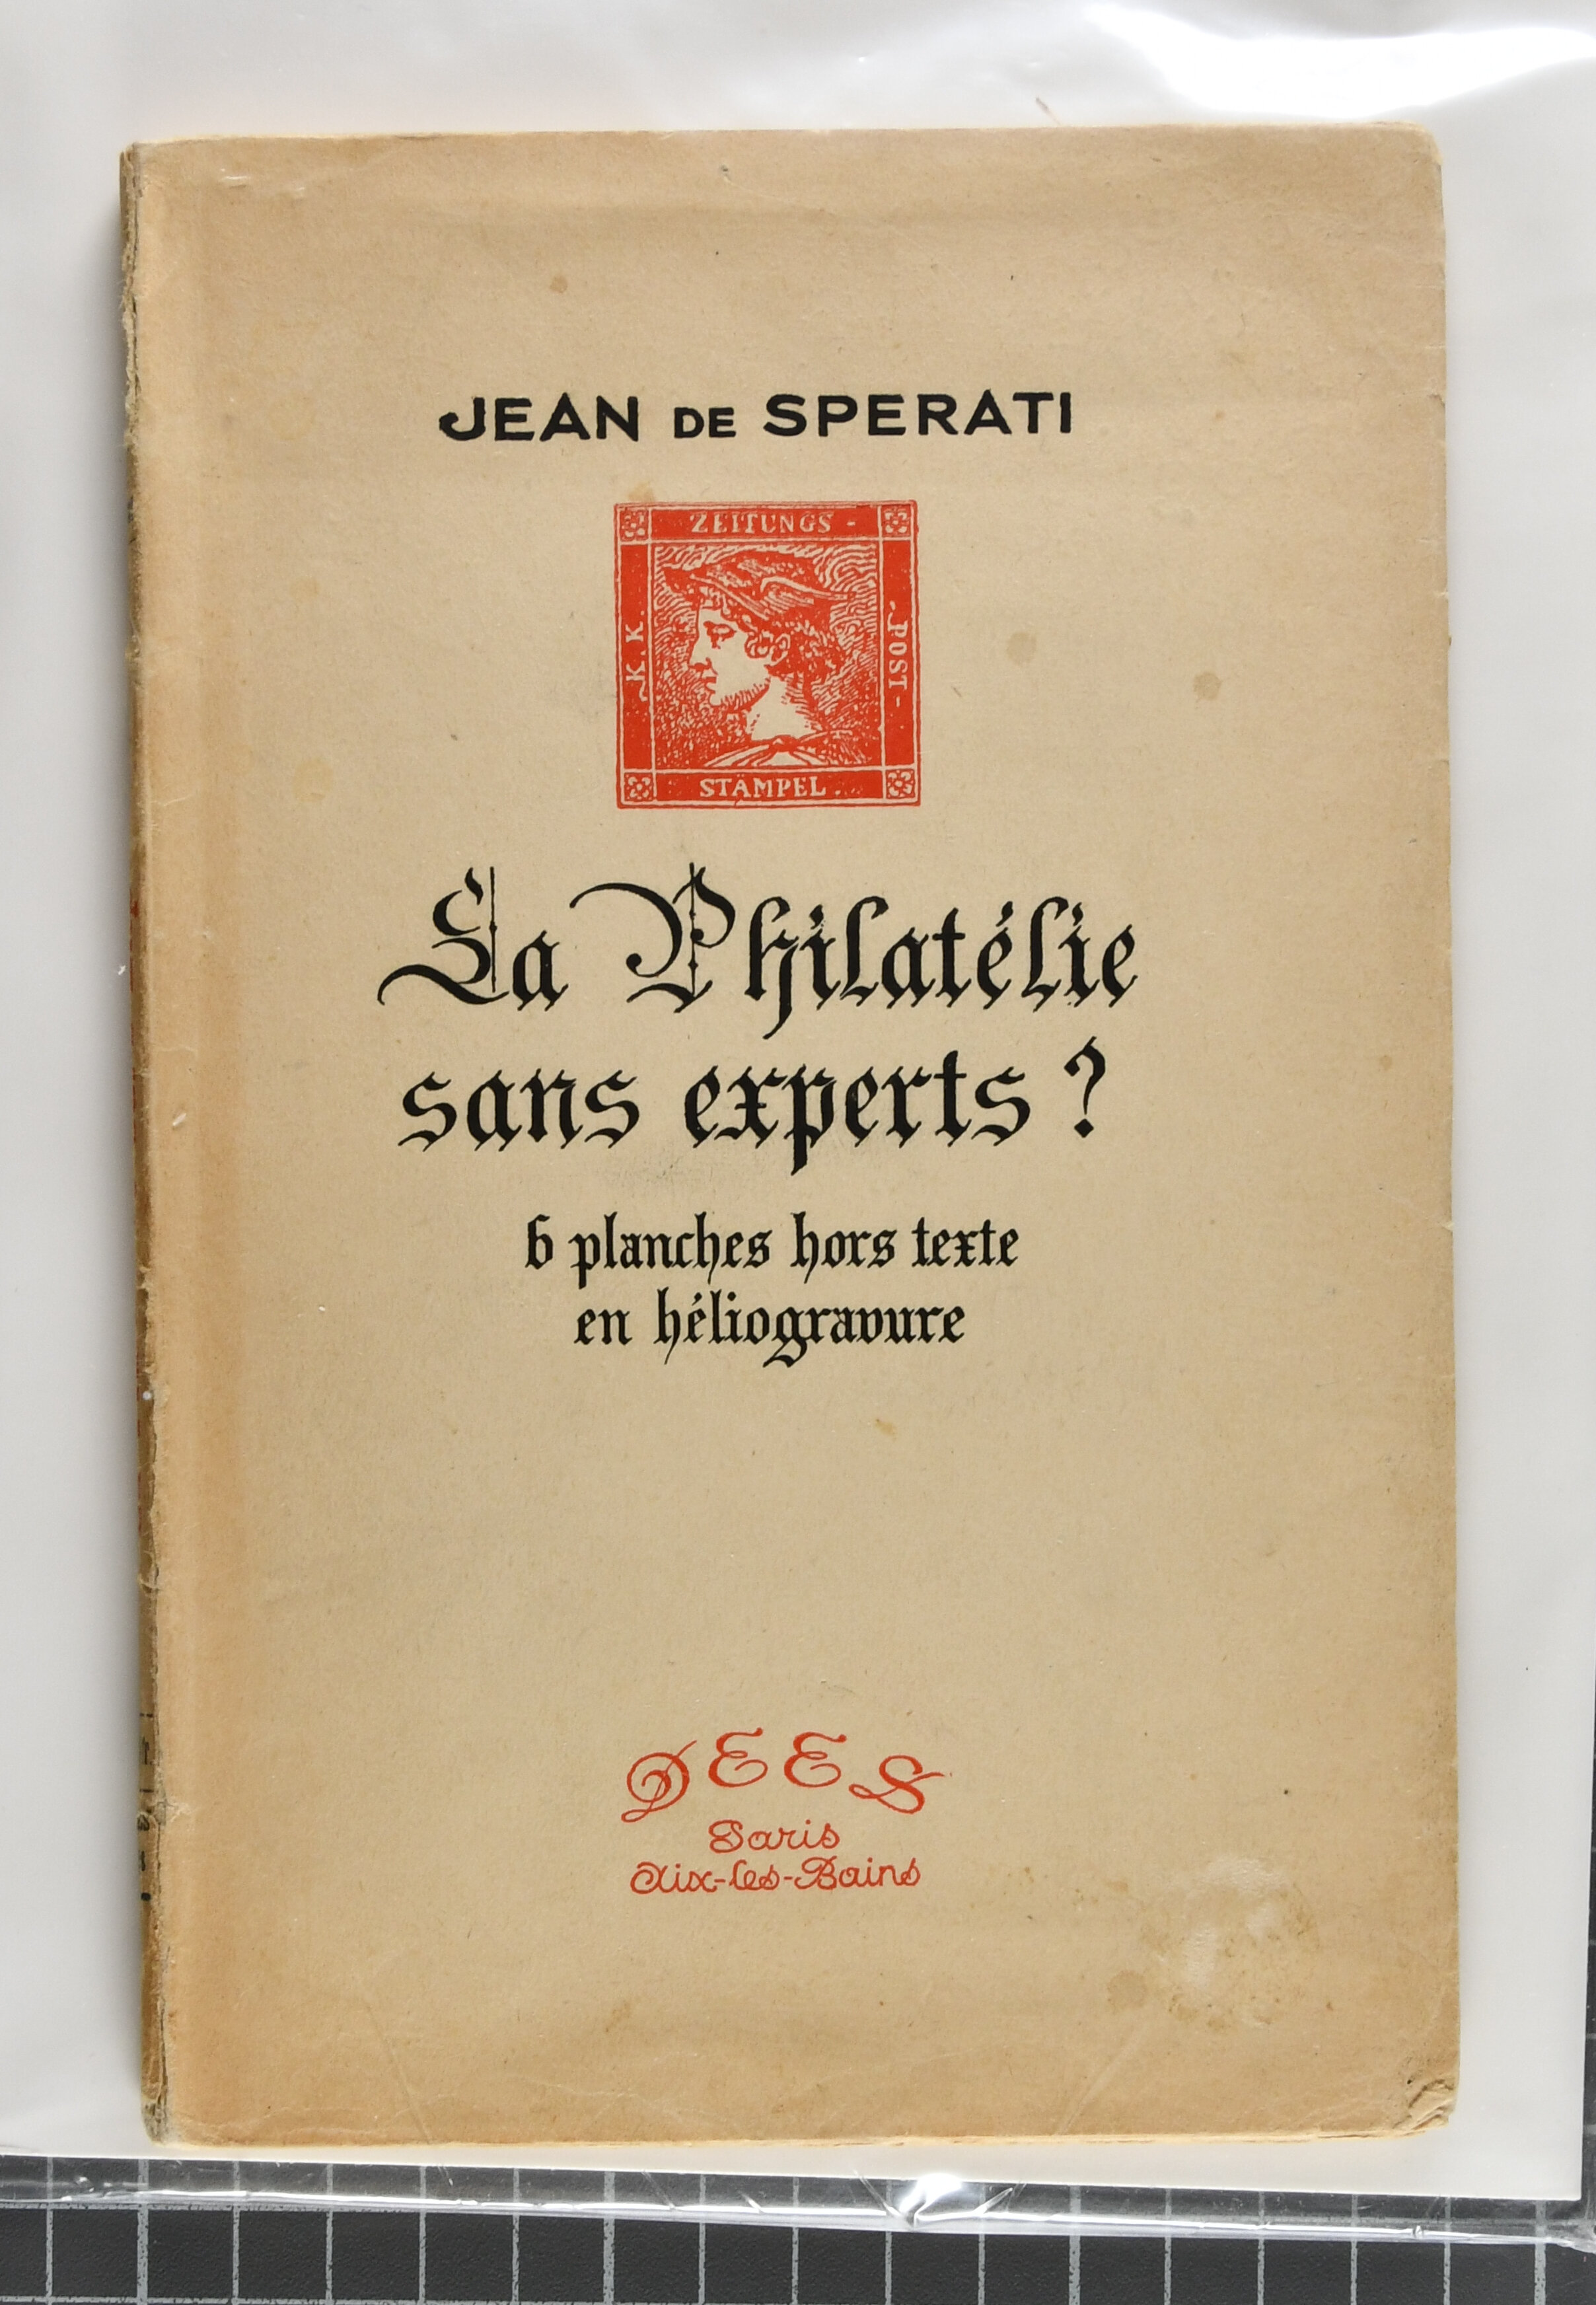 JEAN DE SPERATI
ZEITUNGS -
K. K.
POST -
STÄMPEL
La Philatélie
sans experts ?
6 planches hors texte
en héliogravure
DEES
Paris
Aix-les-Bains